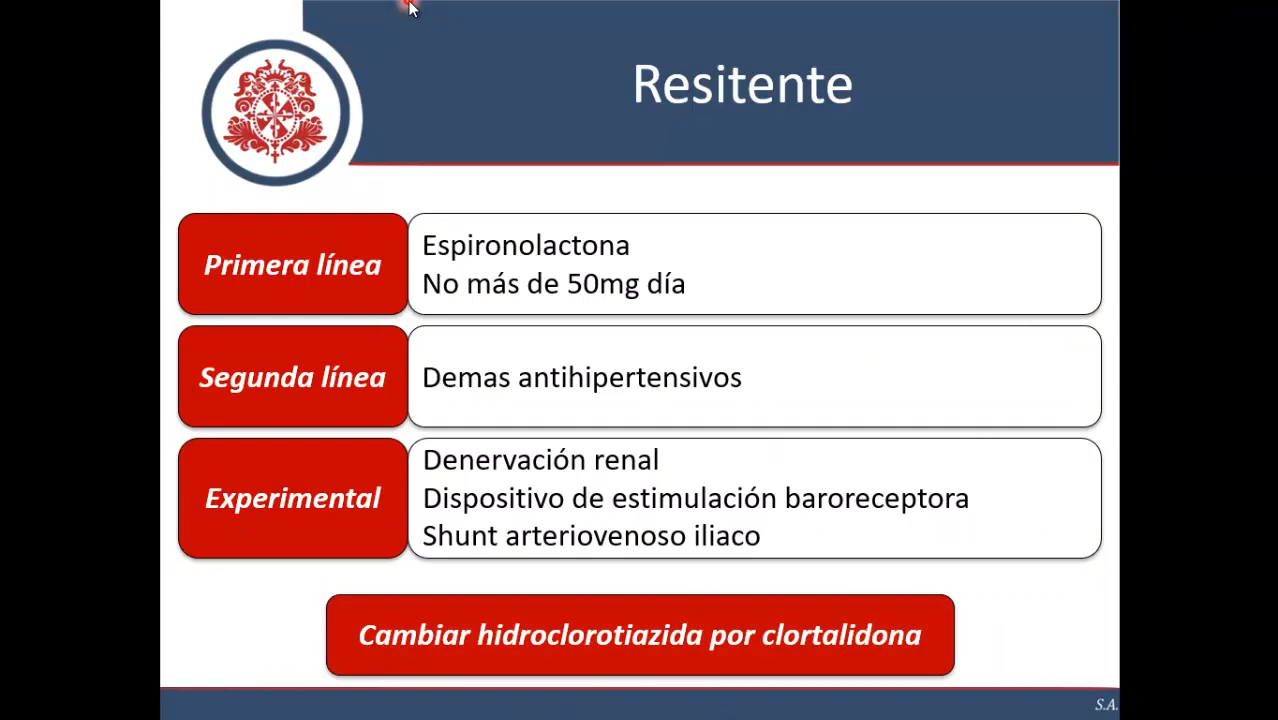 Resitente
Primera línea
Espironolactona
No más de 50mg día
Segunda línea
Demas antihipertensivos
Experimental
Denervación renal
Dispositivo de estimulación baroreceptora
Shunt arteriovenoso iliaco
Cambiar hidroclorotiazida por clortalidona
S.A.